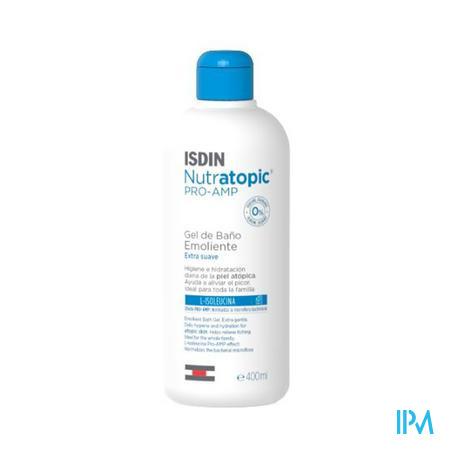 ISDIN
Nutratopic®
PRO-AMP
0%
Gel de Baño
Emoliente
Extra suave
Higiene e hidratación
diaria de la piel atópica.
Ayuda a aliviar el picor.
Ideal para toda la familia
L-ISOLEUCINA
Emollient Bath Gel. Extra gentle.
Daily hygiene and hydration for
atopic skin. Helps relieve itching.
Ideal for the whole family.
L-Isoleucina Pro-AMP effect:
Normalizes the bacterial microflora
℮400ml
IPM